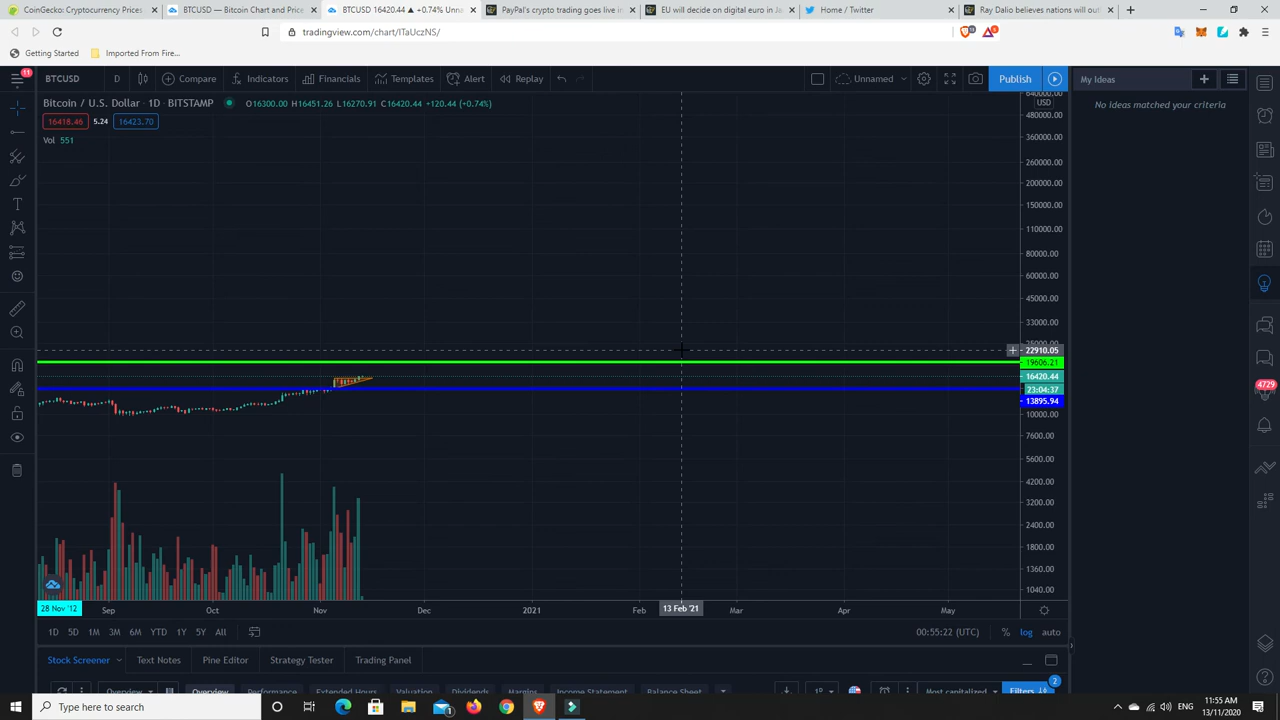 CoinGecko: Cryptocurrency Prices
BTCUSD — Bitcoin Chart and Price
BTCUSD 16420.44 ▲ +0.74% Unna
PayPal's crypto trading goes live in
EU will decide on digital euro in Ja
Home / Twitter
Ray Dalio believes nations will out
tradingview.com/chart/ITaUczNS/
Getting Started
Imported From Fire...
11
BTCUSD
D
Compare
Indicators
Financials
Templates
Alert
Replay
Unnamed
Publish
My Ideas
Bitcoin / U.S. Dollar · 1D · BITSTAMP
O16300.00 H16451.26 L16270.91 C16420.44 +120.44 (+0.74%)
16418.46
5.24
16423.70
Vol 551
No ideas matched your criteria
640000.00
USD
480000.00
360000.00
260000.00
200000.00
150000.00
110000.00
80000.00
60000.00
45000.00
33000.00
25000.00
22910.05
19606.21
16420.44
23:04:37
13895.94
10000.00
7600.00
5600.00
4200.00
3200.00
2400.00
1800.00
1360.00
1040.00
4729
28 Nov '12
Sep
Oct
Nov
Dec
2021
Feb
13 Feb '21
Mar
Apr
May
1D 5D 1M 3M 6M YTD 1Y 5Y All
00:55:22 (UTC)
%
log
auto
Stock Screener
Text Notes
Pine Editor
Strategy Tester
Trading Panel
2
Overview
Overview
Performance
Extended Hours
Valuation
Dividends
Margins
Income Statement
Balance Sheet
Most capitalized
Filters
Type here to search
ENG
11:55 AM
13/11/2020